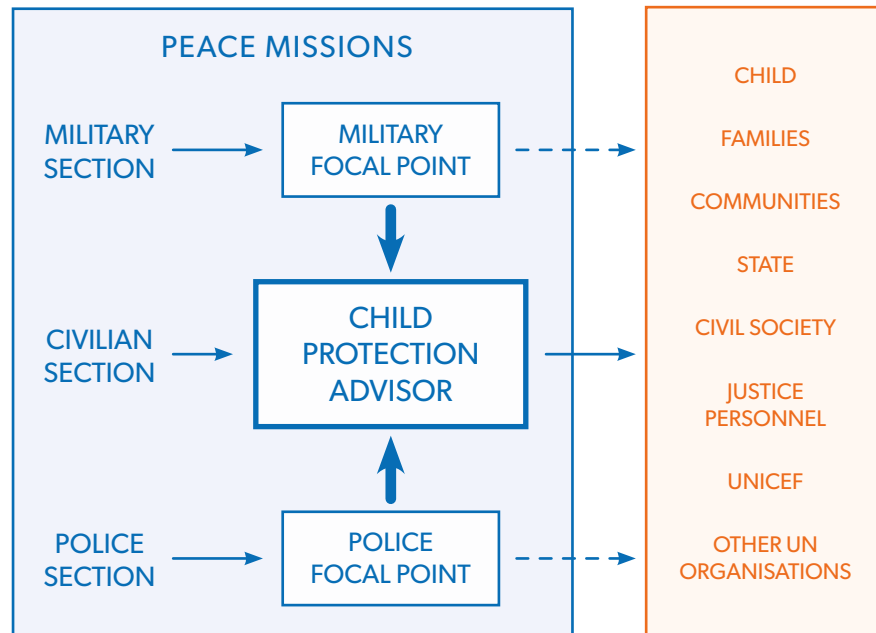 PEACE MISSIONS
MILITARY
SECTION
MILITARY
FOCAL POINT
CIVILIAN
SECTION
CHILD
PROTECTION
ADVISOR
POLICE
SECTION
POLICE
FOCAL POINT
CHILD
FAMILIES
COMMUNITIES
STATE
CIVIL SOCIETY
JUSTICE
PERSONNEL
UNICEF
OTHER UN
ORGANISATIONS